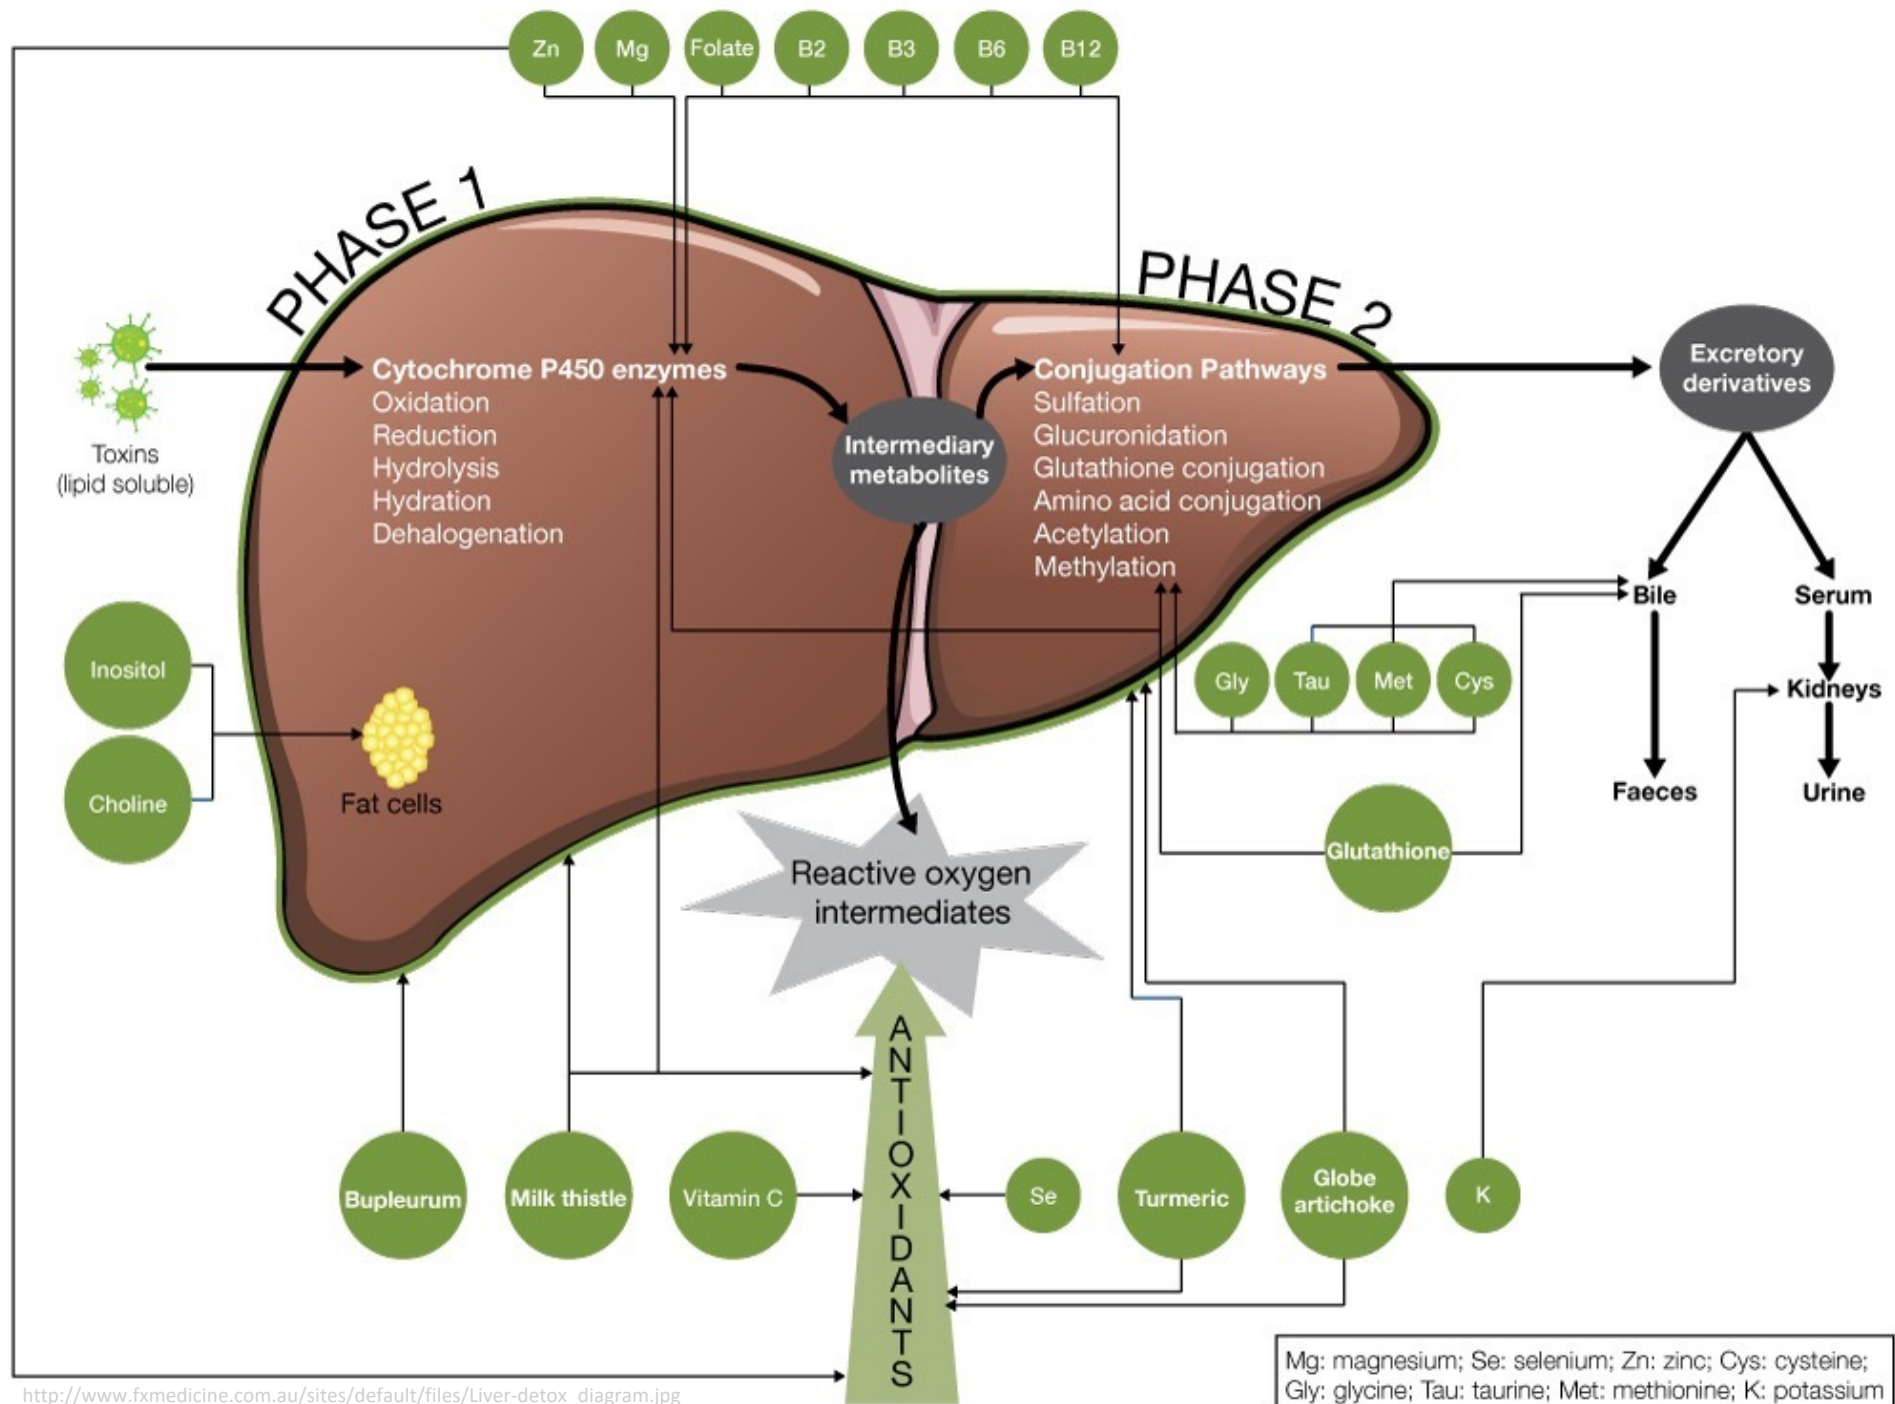 Zn
Mg
Folate
B2
B3
B6
B12
PHASE 1
PHASE 2
Toxins
(lipid soluble)
Cytochrome P450 enzymes
Oxidation
Reduction
Hydrolysis
Hydration
Dehalogenation
Intermediary
metabolites
Conjugation Pathways
Sulfation
Glucuronidation
Glutathione conjugation
Amino acid conjugation
Acetylation
Methylation
Excretory
derivatives
Bile
Serum
Kidneys
Faeces
Urine
Inositol
Choline
Fat cells
Gly
Tau
Met
Cys
Glutathione
Reactive oxygen
intermediates
ANTIOXIDANTS
Bupleurum
Milk thistle
Vitamin C
Se
Turmeric
Globe
artichoke
K
Mg: magnesium; Se: selenium; Zn: zinc; Cys: cysteine;
Gly: glycine; Tau: taurine; Met: methionine; K: potassium
http://www.fxmedicine.com.au/sites/default/files/Liver-detox_diagram.jpg